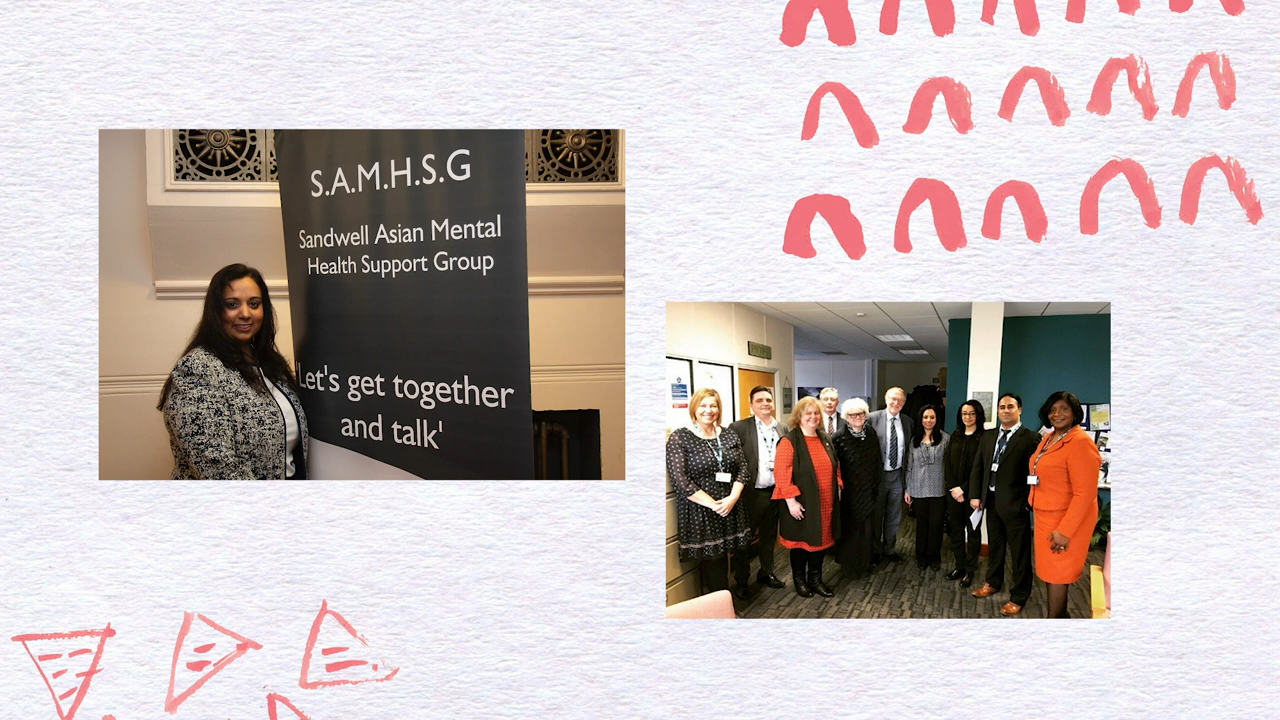 S.A.M.H.S.G
Sandwell Asian Mental
Health Support Group
'Let's get together
and talk'